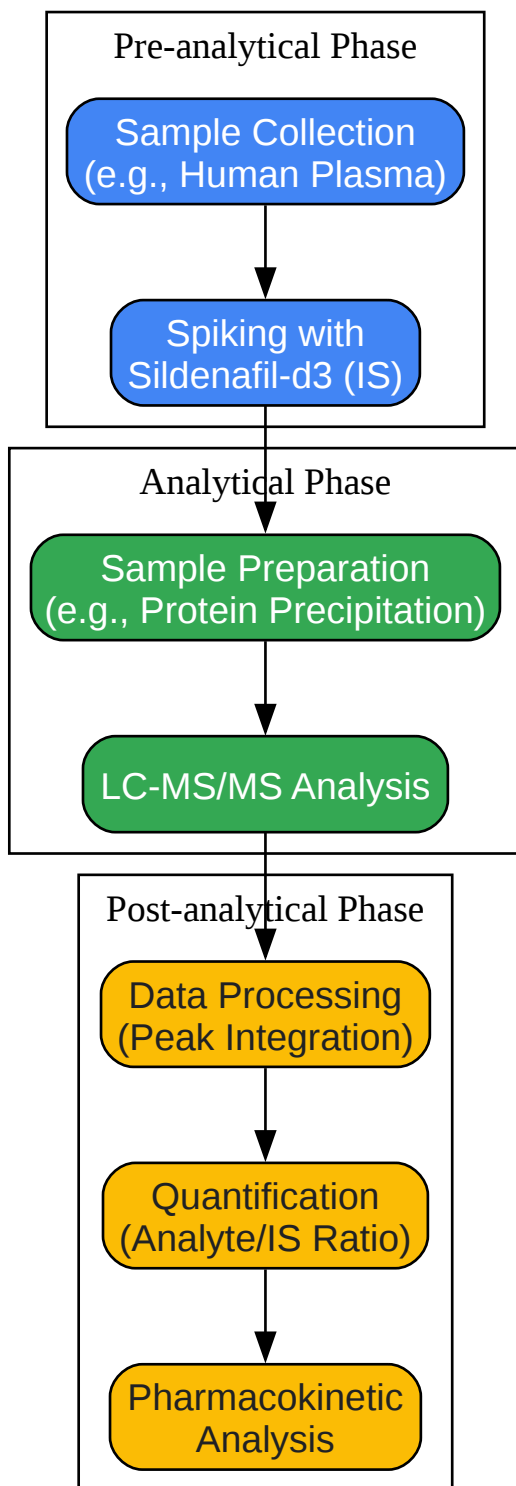 Pre-analytical Phase
Sample Collection
(e.g., Human Plasma)
Spiking with
Sildenafil-d3 (IS)
Analytical Phase
Sample Preparation
(e.g., Protein Precipitation)
LC-MS/MS Analysis
Post-analytical Phase
Data Processing
(Peak Integration)
Quantification
(Analyte/IS Ratio)
Pharmacokinetic
Analysis